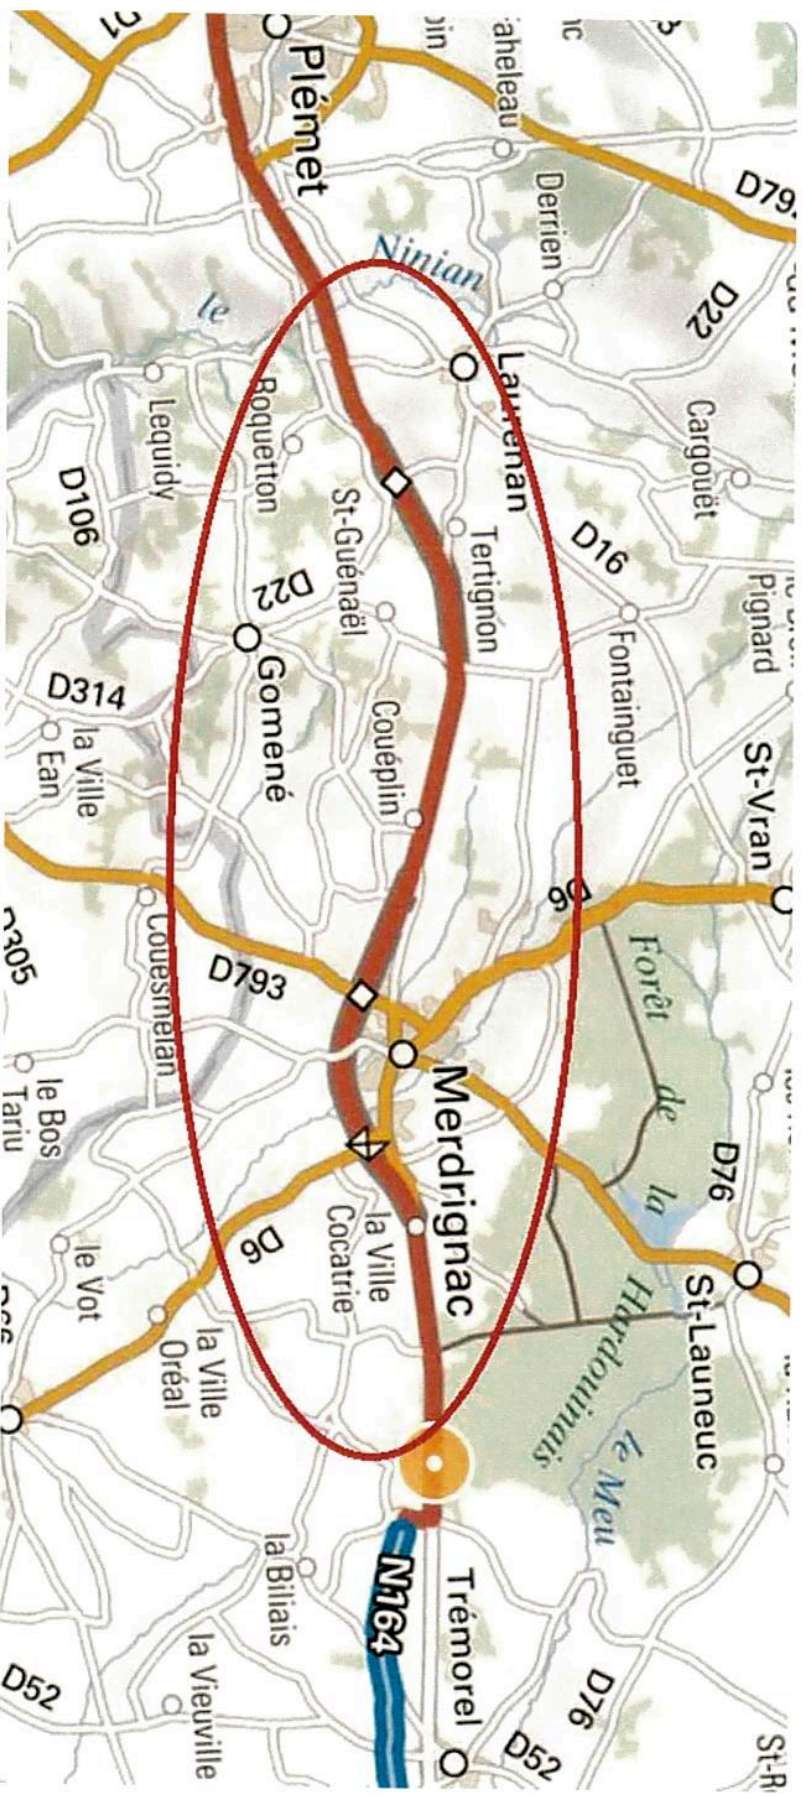 Plémet
D22
Derrien
Cargouët
Pignard
St-Vran
Ninian
le
Laurenan
D16
Fontainguet
D6
Forêt
de
la
Hardouinais
D76
St-Launeuc
le Meu
Roquetton
Lequidy
D106
St-Guénaël
Tertignon
D22
Gomené
Couéplin
D314
la Ville
Ean
D793
Couesmelan
Merdrignac
la Ville
Cocatrie
D6
le Bos
Tariu
le Vot
la Ville
Oréal
la Biliais
N164
Trémorel
D76
D52
la Vieuville
D52